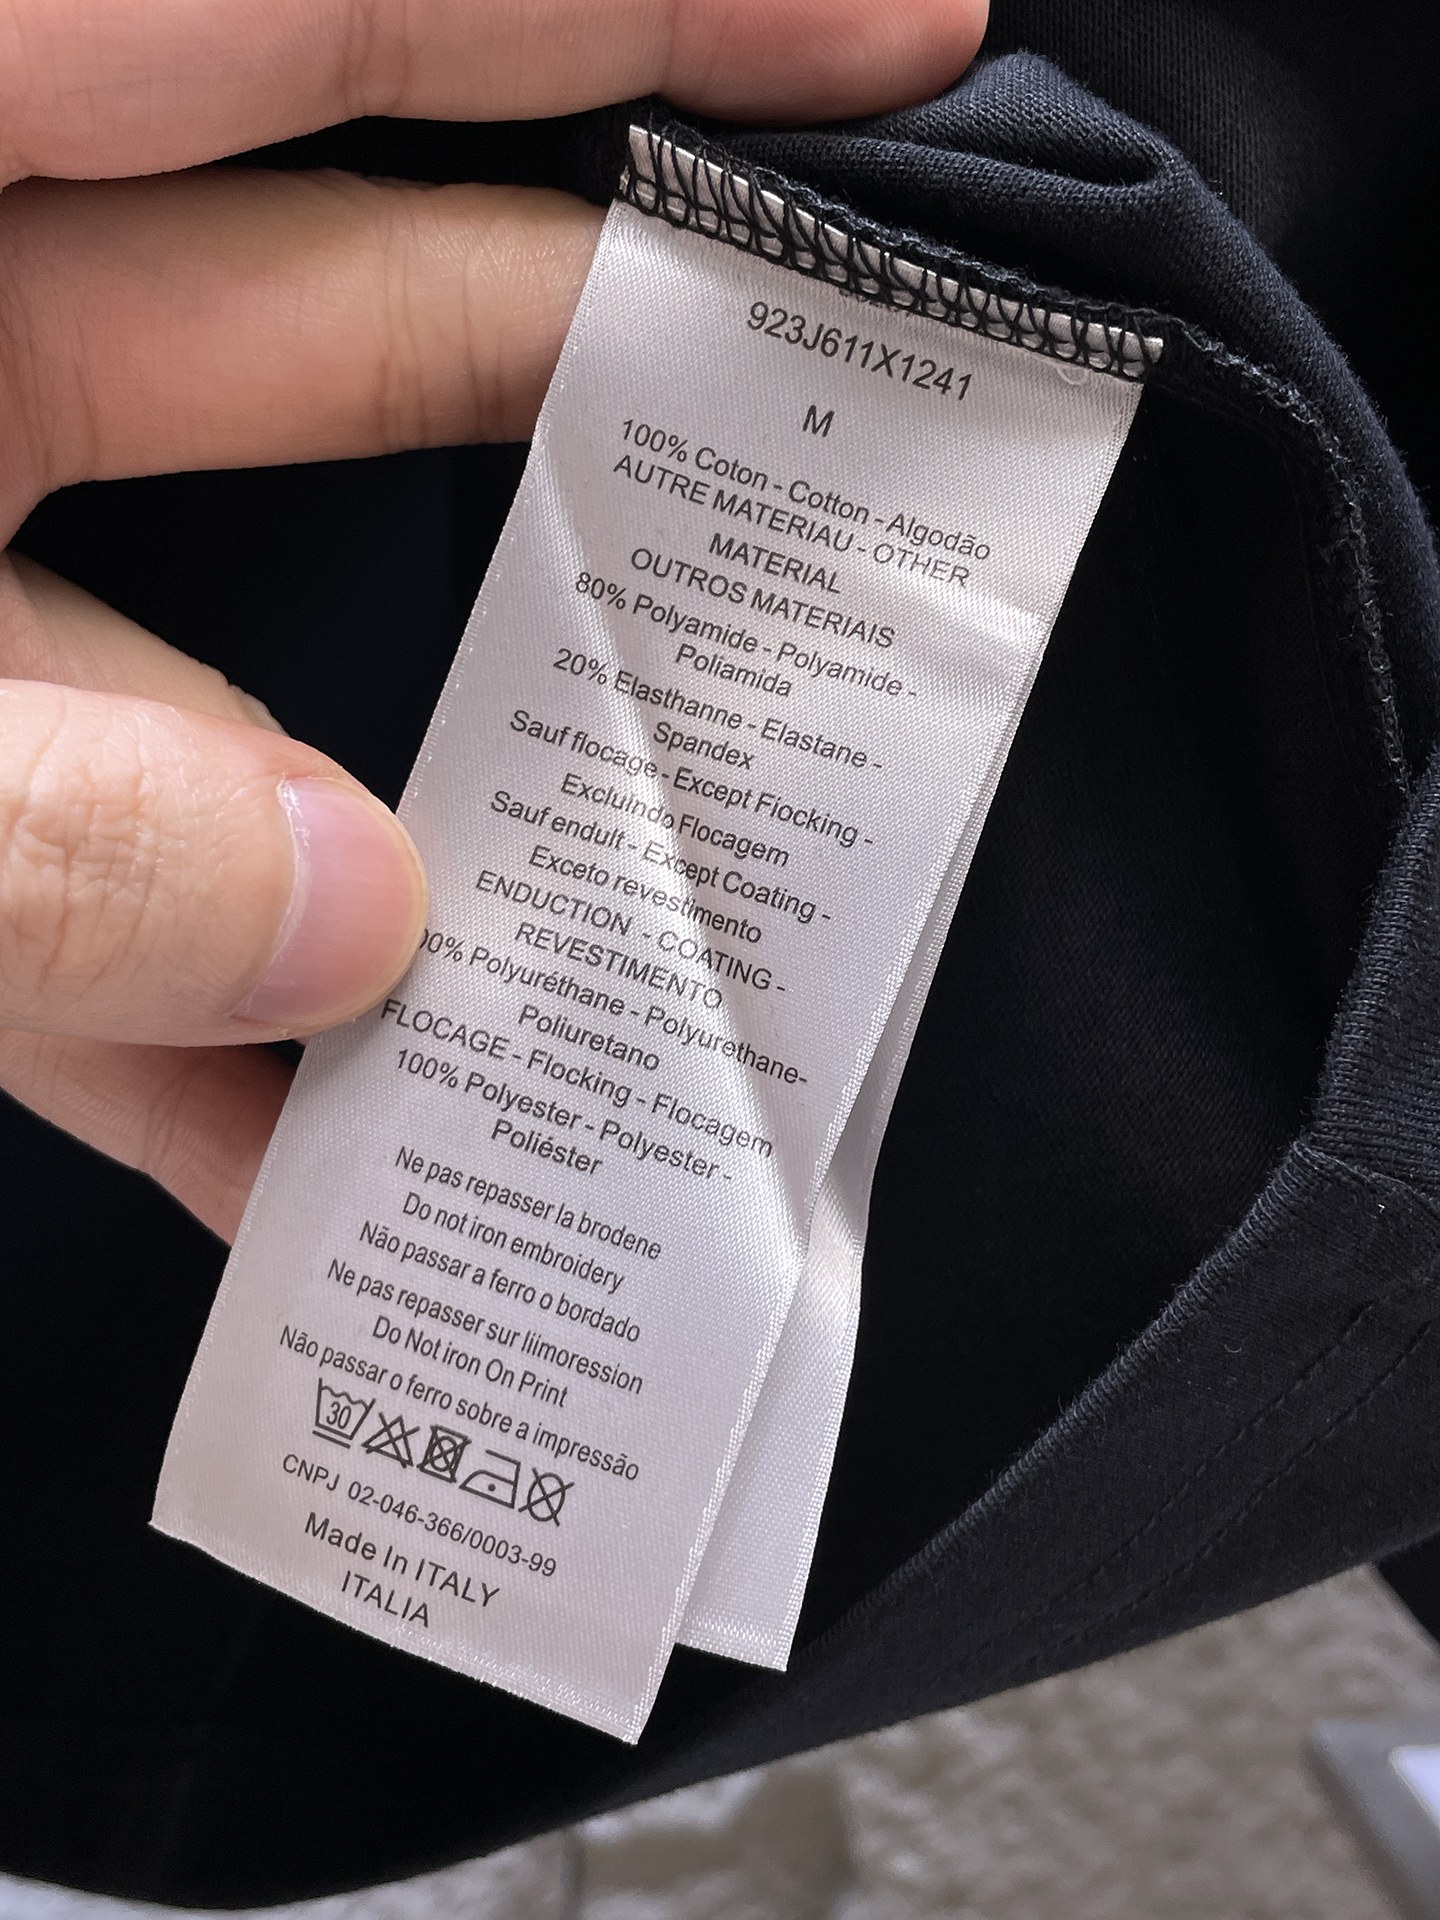 923J611X1241
M
100% Coton - Cotton - Algodão
AUTRE MATERIAU - OTHER
MATERIAL
OUTROS MATERIAIS
80% Polyamide - Polyamide -
Poliamida
20% Elasthanne - Elastane -
Spandex
Sauf flocage - Except Fiocking -
Excluindo Flocagem
Sauf endult - Except Coating -
Exceto revestimento
ENDUCTION - COATING -
REVESTIMENTO
00% Polyuréthane - Polyurethane-
Poliuretano
FLOCAGE - Flocking - Flocagem
100% Polyester - Polyester -
Poliéster
Ne pas repasser la brodene
Do not iron embroidery
Não passar a ferro o bordado
Ne pas repasser sur liimoression
Do Not iron On Print
Não passar o ferro sobre a impressão
30
CNPJ 02-046-366/0003-99
Made In ITALY
ITALIA